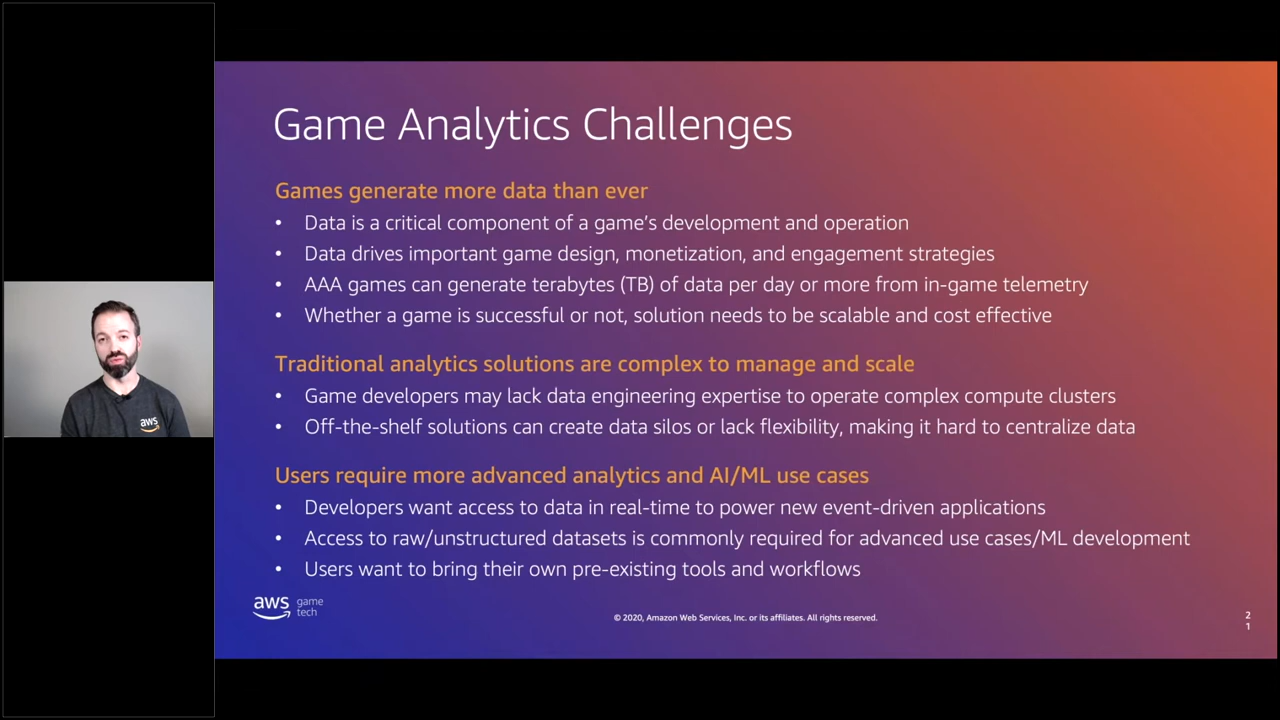 Game Analytics Challenges
Games generate more data than ever
• Data is a critical component of a game's development and operation
• Data drives important game design, monetization, and engagement strategies
• AAA games can generate terabytes (TB) of data per day or more from in-game telemetry
• Whether a game is successful or not, solution needs to be scalable and cost effective
Traditional analytics solutions are complex to manage and scale
• Game developers may lack data engineering expertise to operate complex compute clusters
• Off-the-shelf solutions can create data silos or lack flexibility, making it hard to centralize data
Users require more advanced analytics and AI/ML use cases
• Developers want access to data in real-time to power new event-driven applications
• Access to raw/unstructured datasets is commonly required for advanced use cases/ML development
• Users want to bring their own pre-existing tools and workflows
aws
game
tech
© 2020, Amazon Web Services, Inc. or its affiliates. All rights reserved.
2
1
aws